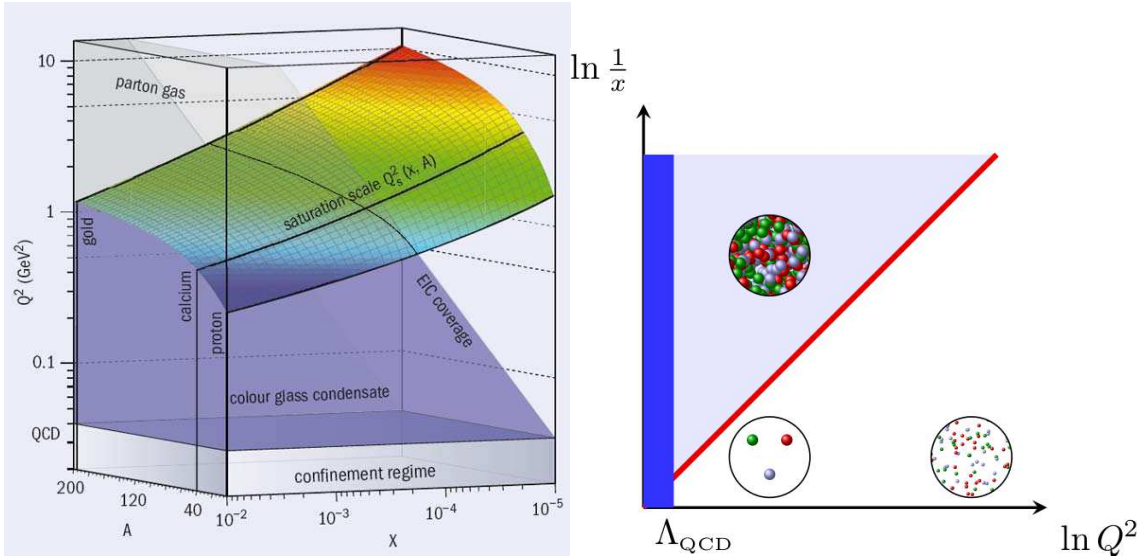 10
1
0.1
QCD
Q² (GeV²)
parton gas
gold
calcium
proton
saturation scale Q²ₛ (x, A)
EIC coverage
colour glass condensate
confinement regime
200
120
40
A
10⁻²
10⁻³
10⁻⁴
10⁻⁵
X
ln 1/x
Λ_QCD
ln Q²